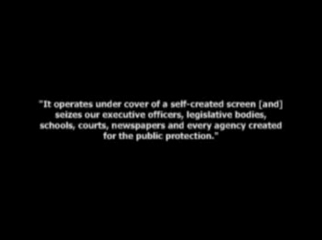 "It operates under cover of a self-created screen [and]
seizes our executive officers, legislative bodies,
schools, courts, newspapers and every agency created
for the public protection."